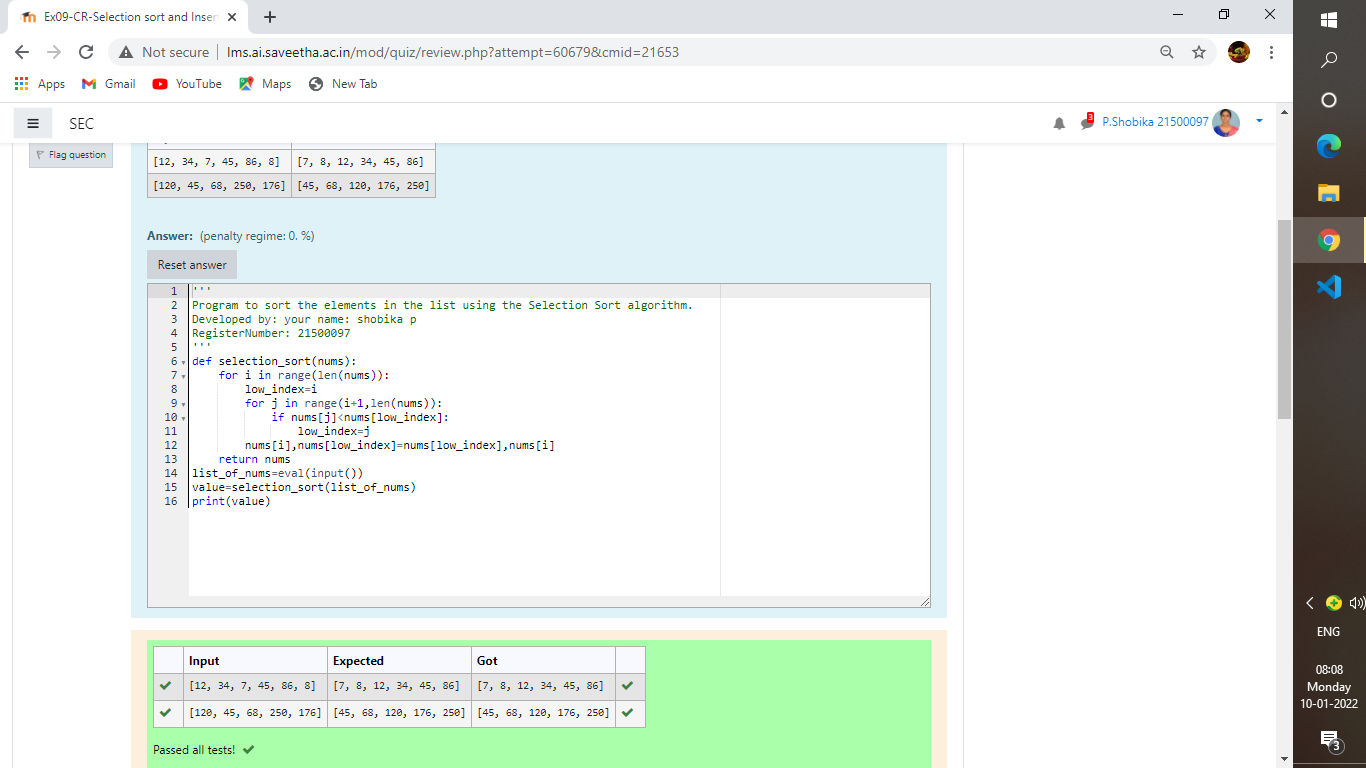 Ex09-CR-Selection sort and Inser
Not secure
lms.ai.saveetha.ac.in/mod/quiz/review.php?attempt=60679&cmid=21653
Apps
Gmail
YouTube
Maps
New Tab
SEC
3
P.Shobika 21500097
Flag question
[12, 34, 7, 45, 86, 8] [7, 8, 12, 34, 45, 86]
[120, 45, 68, 250, 176] [45, 68, 120, 176, 250]
Answer: (penalty regime: 0. %)
Reset answer
1 '''
2 Program to sort the elements in the list using the Selection Sort algorithm.
3 Developed by: your name: shobika p
4 RegisterNumber: 21500097
5 '''
6 def selection_sort(nums):
7     for i in range(len(nums)):
8         low_index=i
9         for j in range(i+1,len(nums)):
10             if nums[j]<nums[low_index]:
11                 low_index=j
12         nums[i],nums[low_index]=nums[low_index],nums[i]
13     return nums
14 list_of_nums=eval(input())
15 value=selection_sort(list_of_nums)
16 print(value)
Input Expected Got
[12, 34, 7, 45, 86, 8] [7, 8, 12, 34, 45, 86] [7, 8, 12, 34, 45, 86]
[120, 45, 68, 250, 176] [45, 68, 120, 176, 250] [45, 68, 120, 176, 250]
Passed all tests!
ENG
08:08
Monday
10-01-2022
3